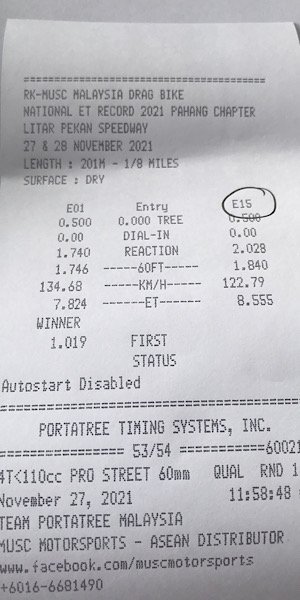 =======================================
RK-MUSC MALAYSIA DRAG BIKE
NATIONAL ET RECORD 2021 PAHANG CHAPTER
LITAR PEKAN SPEEDWAY
27 & 28 NOVEMBER 2021
LENGTH : 201M - 1/8 MILES
SURFACE : DRY
E01 Entry E15
0.500 0.000 TREE 0.500
0.00 DIAL-IN 0.00
1.740 REACTION 2.028
1.746 ------60FT------ 1.840
134.68 ------KM/H------ 122.79
7.824 -------ET------- 8.555
WINNER
1.019 FIRST
STATUS
Autostart Disabled
=======================================
PORTATREE TIMING SYSTEMS, INC.
================ 53/54 ===========60021
4T<110cc PRO STREET 60mm QUAL RND 1
November 27, 2021 11:58:48
TEAM PORTATREE MALAYSIA
MUSC MOTORSPORTS - ASEAN DISTRIBUTOR
www.facebook.com/muscmotorsports
+6016-6681490